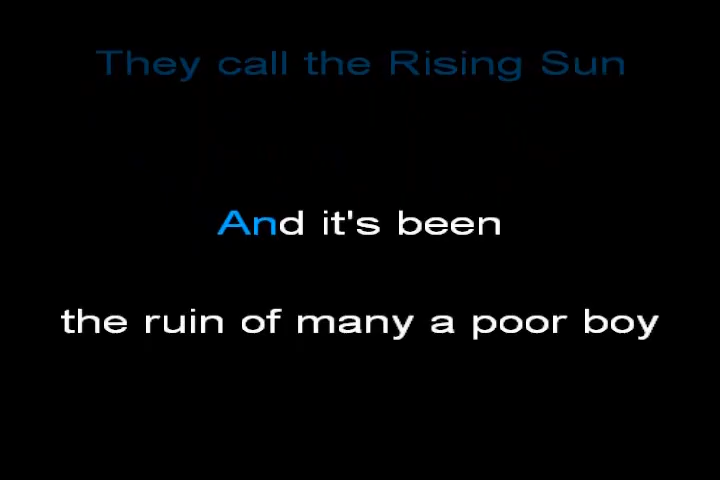 They call the Rising Sun
And it's been
the ruin of many a poor boy